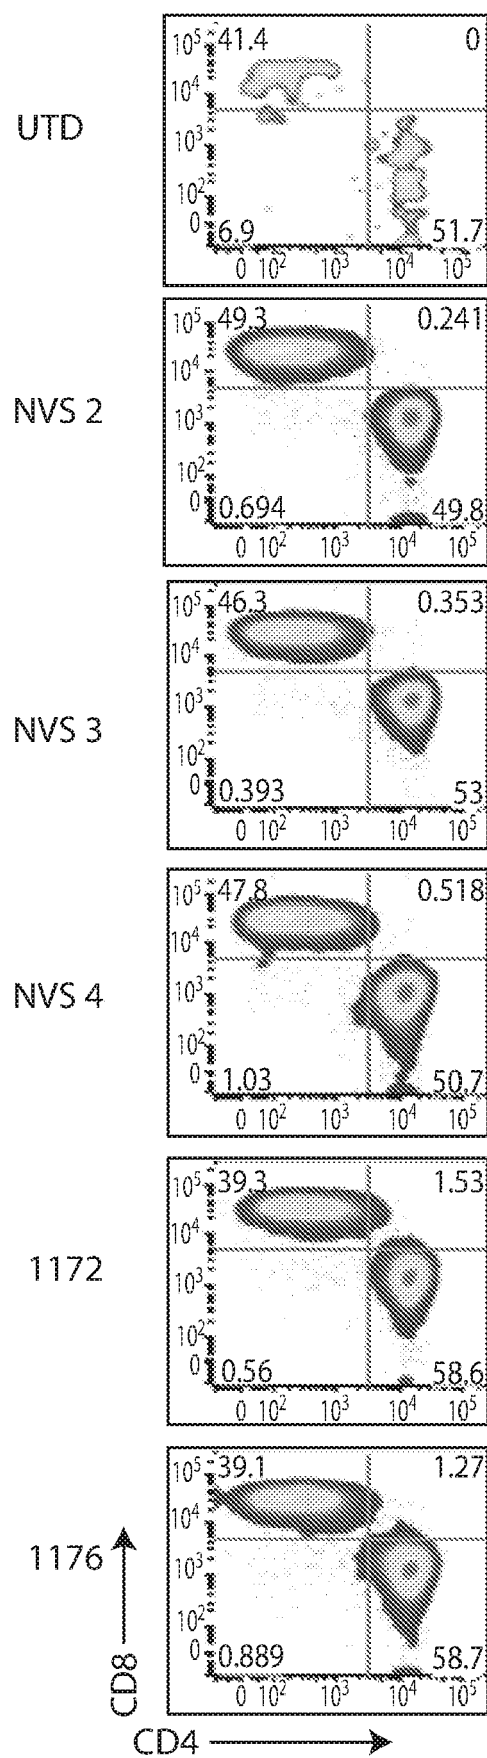 UTD
10⁵ 41.4 0
10⁴
10³
10²
0
6.9 51.7
0 10² 10³ 10⁴ 10⁵
NVS 2
10⁵ 49.3 0.241
10⁴
10³
10²
0
0.694 49.8
0 10² 10³ 10⁴ 10⁵
NVS 3
10⁵ 46.3 0.353
10⁴
10³
10²
0
0.393 53
0 10² 10³ 10⁴ 10⁵
NVS 4
10⁵ 47.8 0.518
10⁴
10³
10²
0
1.03 50.7
0 10² 10³ 10⁴ 10⁵
1172
10⁵ 39.3 1.53
10⁴
10³
10²
0
0.56 58.6
0 10² 10³ 10⁴ 10⁵
1176
10⁵ 39.1 1.27
10⁴
10³
10²
0
0.889 58.7
0 10² 10³ 10⁴ 10⁵
CD8
CD4